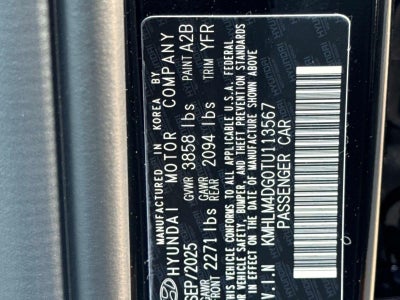 MANUFACTURED IN KOREA BY
HYUNDAI MOTOR COMPANY
SEP/2025 GVWR 3858 lbs PAINT A2B
GAWR FRONT 2271 lbs GAWR REAR 2094 lbs TRIM YFR
THIS VEHICLE CONFORMS TO ALL APPLICABLE U.S.A. FEDERAL
MOTOR VEHICLE SAFETY, BUMPER, AND THEFT PREVENTION STANDARDS
IN EFFECT ON THE DATE OF MANUFACTURE SHOWN ABOVE
V.I.N KMHLW4DG0TU113567
PASSENGER CAR